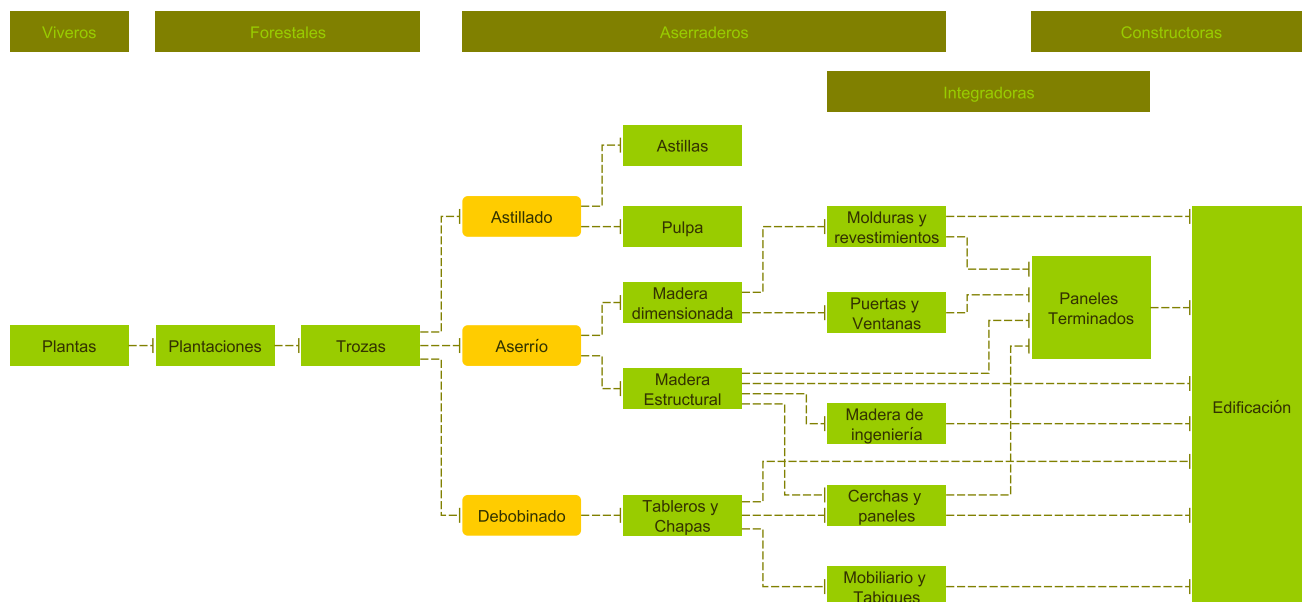 Viveros
Forestales
Aserraderos
Constructoras
Integradoras
Astillas
Astillado
Pulpa
Molduras y
revestimientos
Madera
dimensionada
Puertas y
Ventanas
Paneles
Terminados
Plantas
Plantaciones
Trozas
Aserrío
Madera
Estructural
Madera de
ingeniería
Edificación
Debobinado
Tableros y
Chapas
Cerchas y
paneles
Mobiliario y
Tabiques